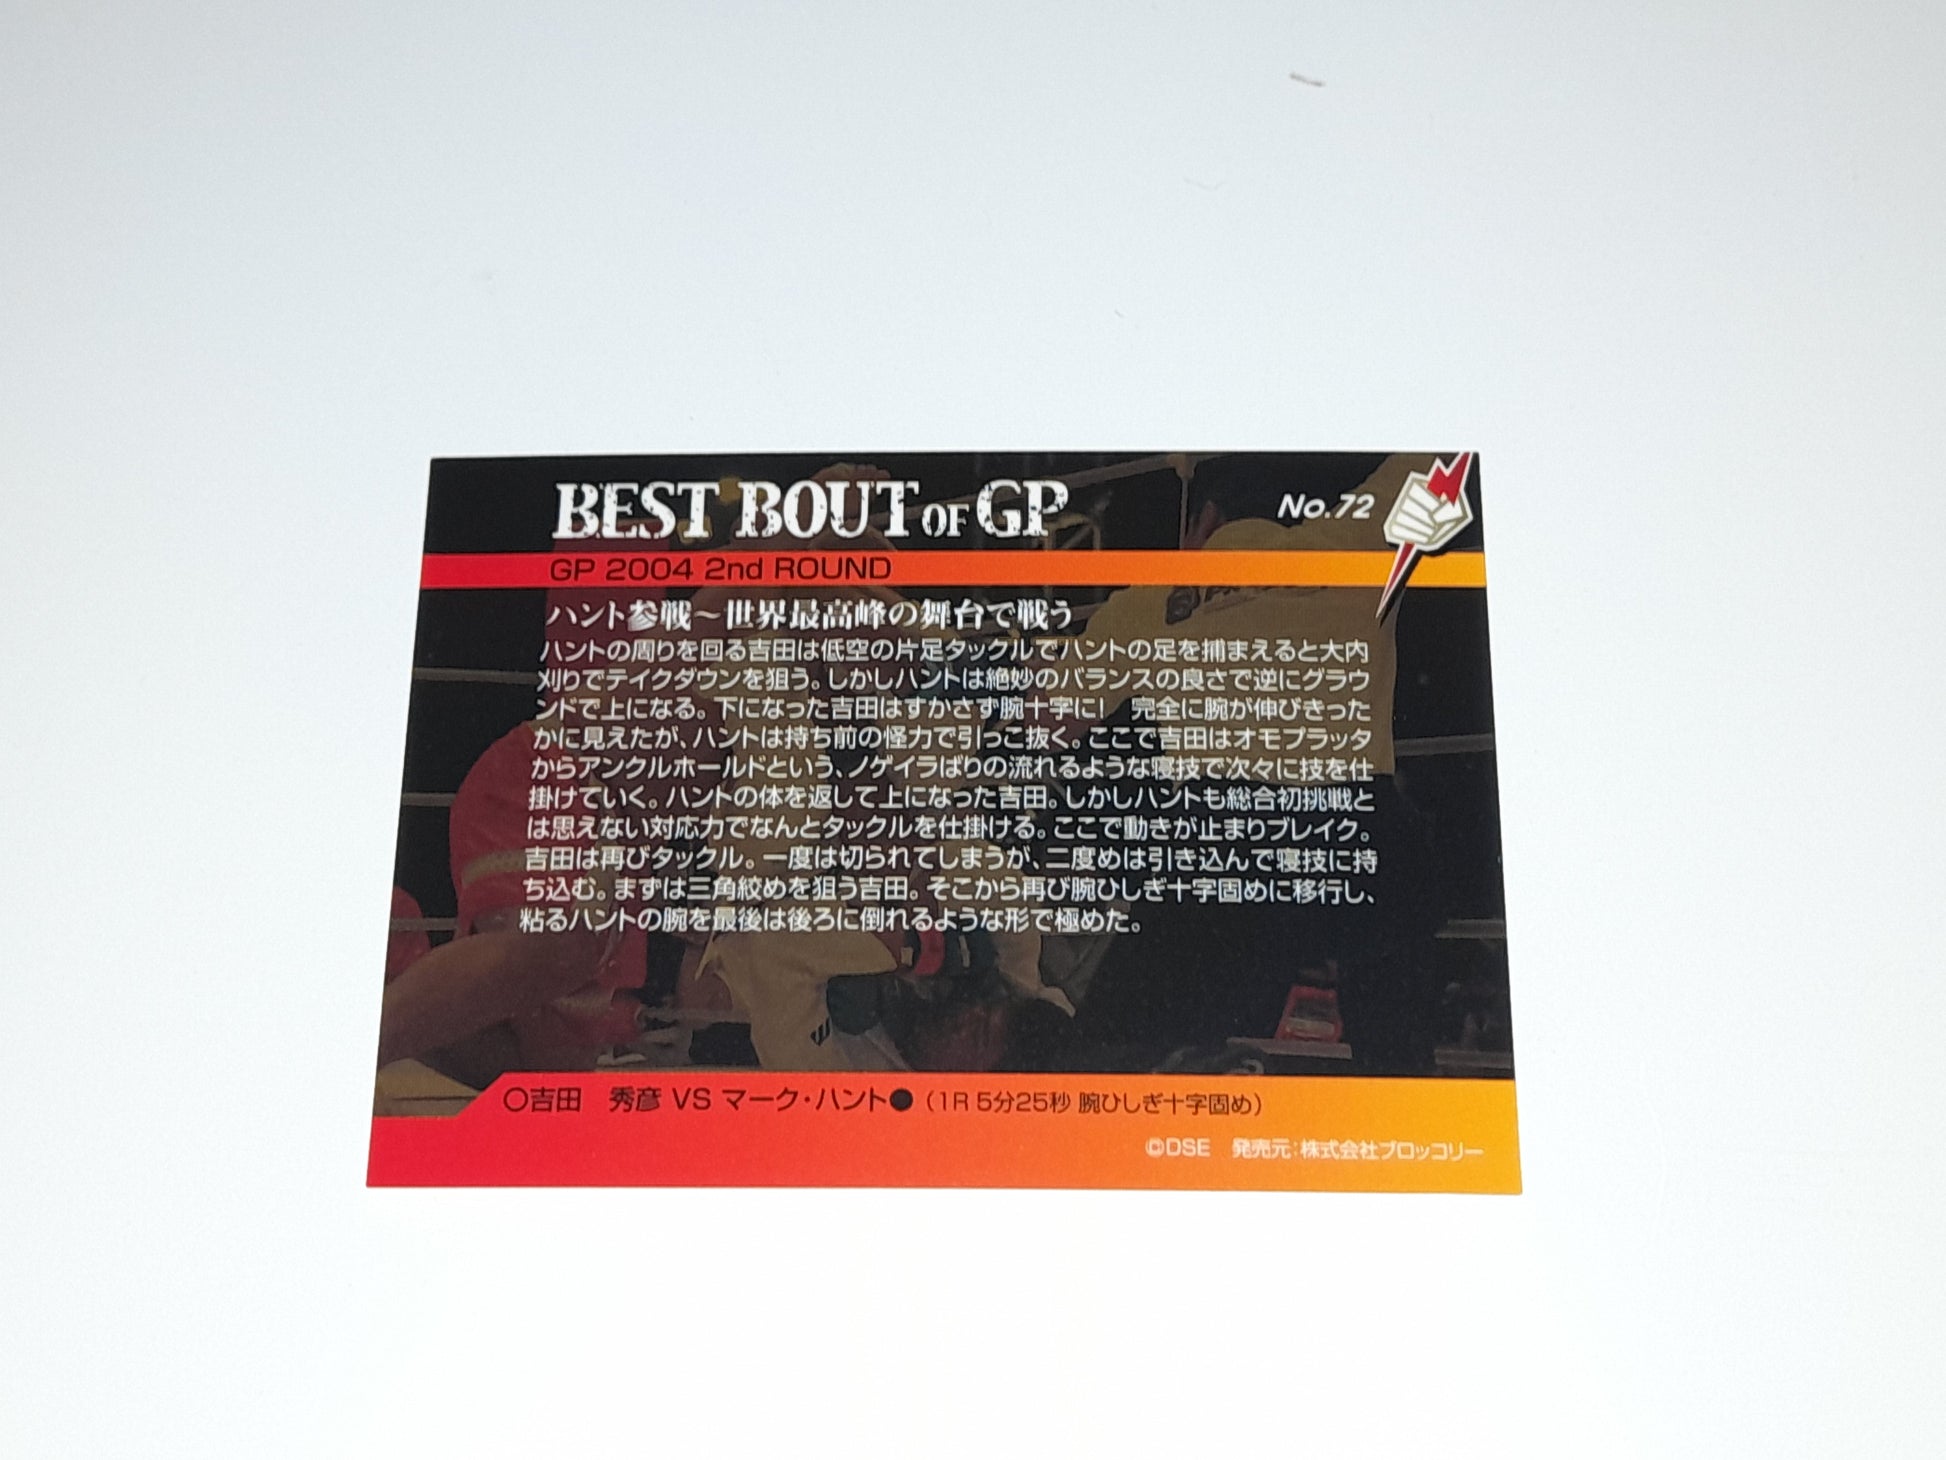 BEST BOUT OF GP
No.72
GP 2004 2nd ROUND
ハント参戦～世界最高峰の舞台で戦う
ハントの周りを回る吉田は低空の片足タックルでハントの足を捕まえると大内
刈りでテイクダウンを狙う。しかしハントは絶妙のバランスの良さで逆にグラウ
ンドで上になる。下になった吉田はすかさず腕十字に!　完全に腕が伸びきった
かに見えたが、ハントは持ち前の怪力で引っこ抜く。ここで吉田はオモプラッタ
からアンクルホールドという、ノゲイラばりの流れるような寝技で次々に技を仕
掛けていく。ハントの体を返して上になった吉田。しかしハントも総合初挑戦と
は思えない対応力でなんとタックルを仕掛ける。ここで動きが止まりブレイク。
吉田は再びタックル。一度は切られてしまうが、二度めは引き込んで寝技に持
ち込む。まずは三角絞めを狙う吉田。そこから再び腕ひしぎ十字固めに移行し、
粘るハントの腕を最後は後ろに倒れるような形で極めた。
○吉田　秀彦 VS マーク・ハント●（1R 5分25秒 腕ひしぎ十字固め）
©DSE　発売元：株式会社ブロッコリー